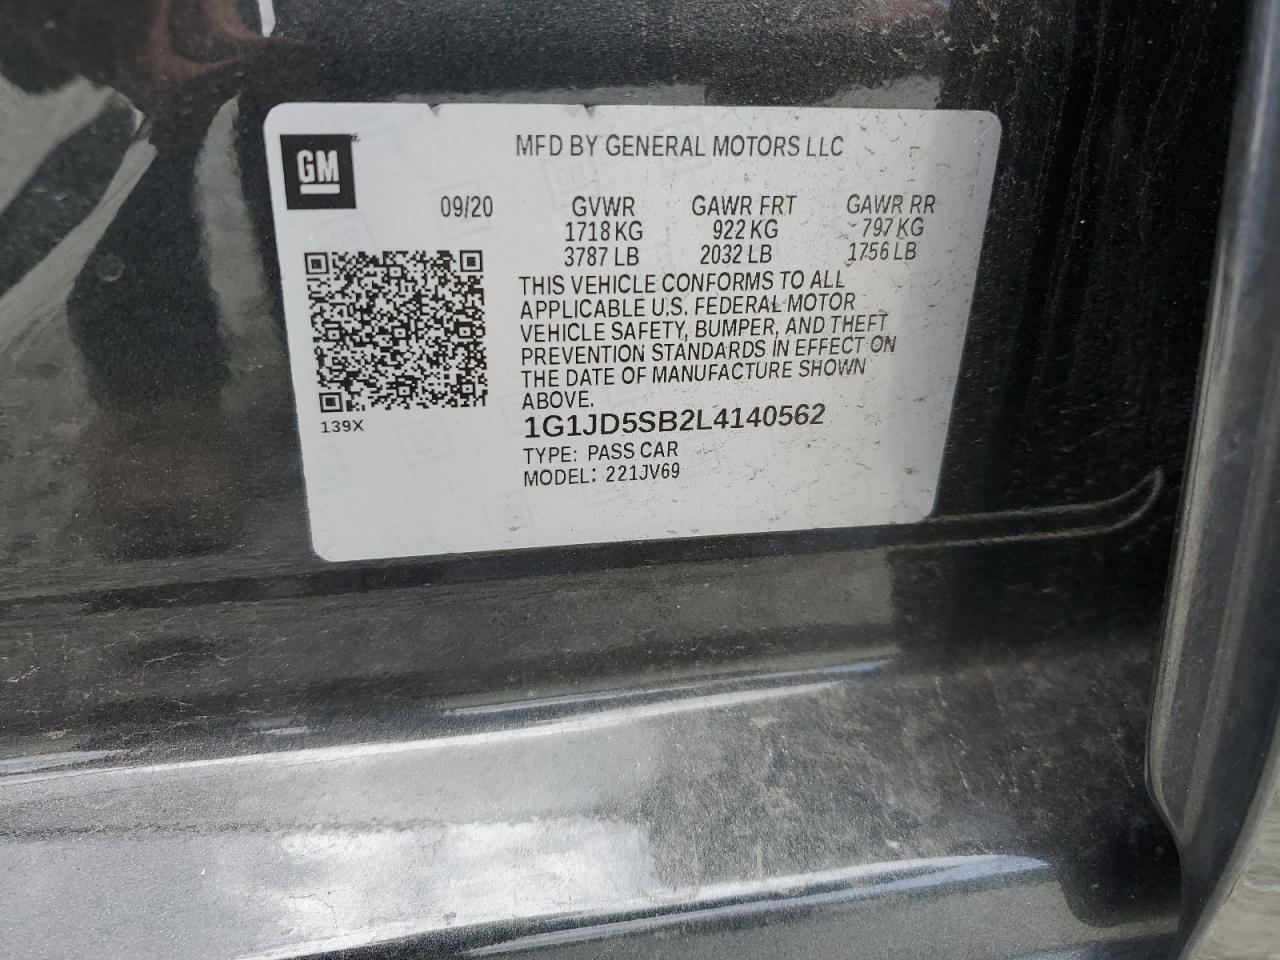 GM
MFD BY GENERAL MOTORS LLC
09/20 GVWR GAWR FRT GAWR RR
1718 KG 922 KG 797 KG
3787 LB 2032 LB 1756 LB
THIS VEHICLE CONFORMS TO ALL
APPLICABLE U.S. FEDERAL MOTOR
VEHICLE SAFETY, BUMPER, AND THEFT
PREVENTION STANDARDS IN EFFECT ON
THE DATE OF MANUFACTURE SHOWN
ABOVE.
139X
1G1JD5SB2L4140562
TYPE: PASS CAR
MODEL: 221JV69